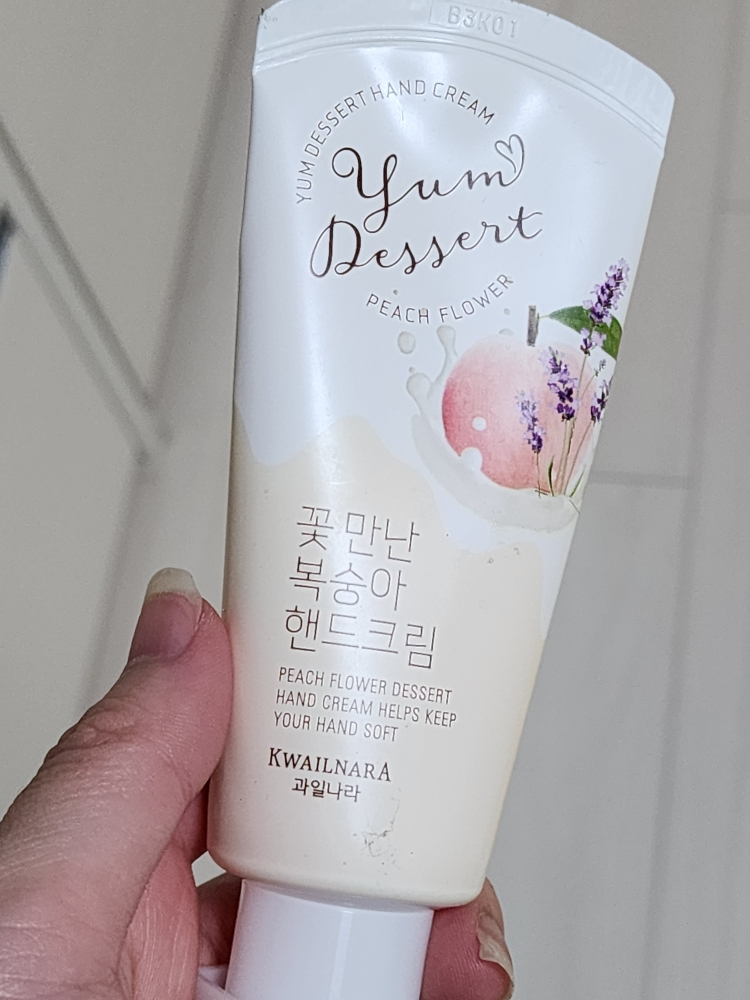 B3K01
YUM DESSERT HAND CREAM
Yum
Dessert
PEACH FLOWER
꽃 만난
복숭아
핸드크림
PEACH FLOWER DESSERT
HAND CREAM HELPS KEEP
YOUR HAND SOFT
KWAILNARA
과일나라